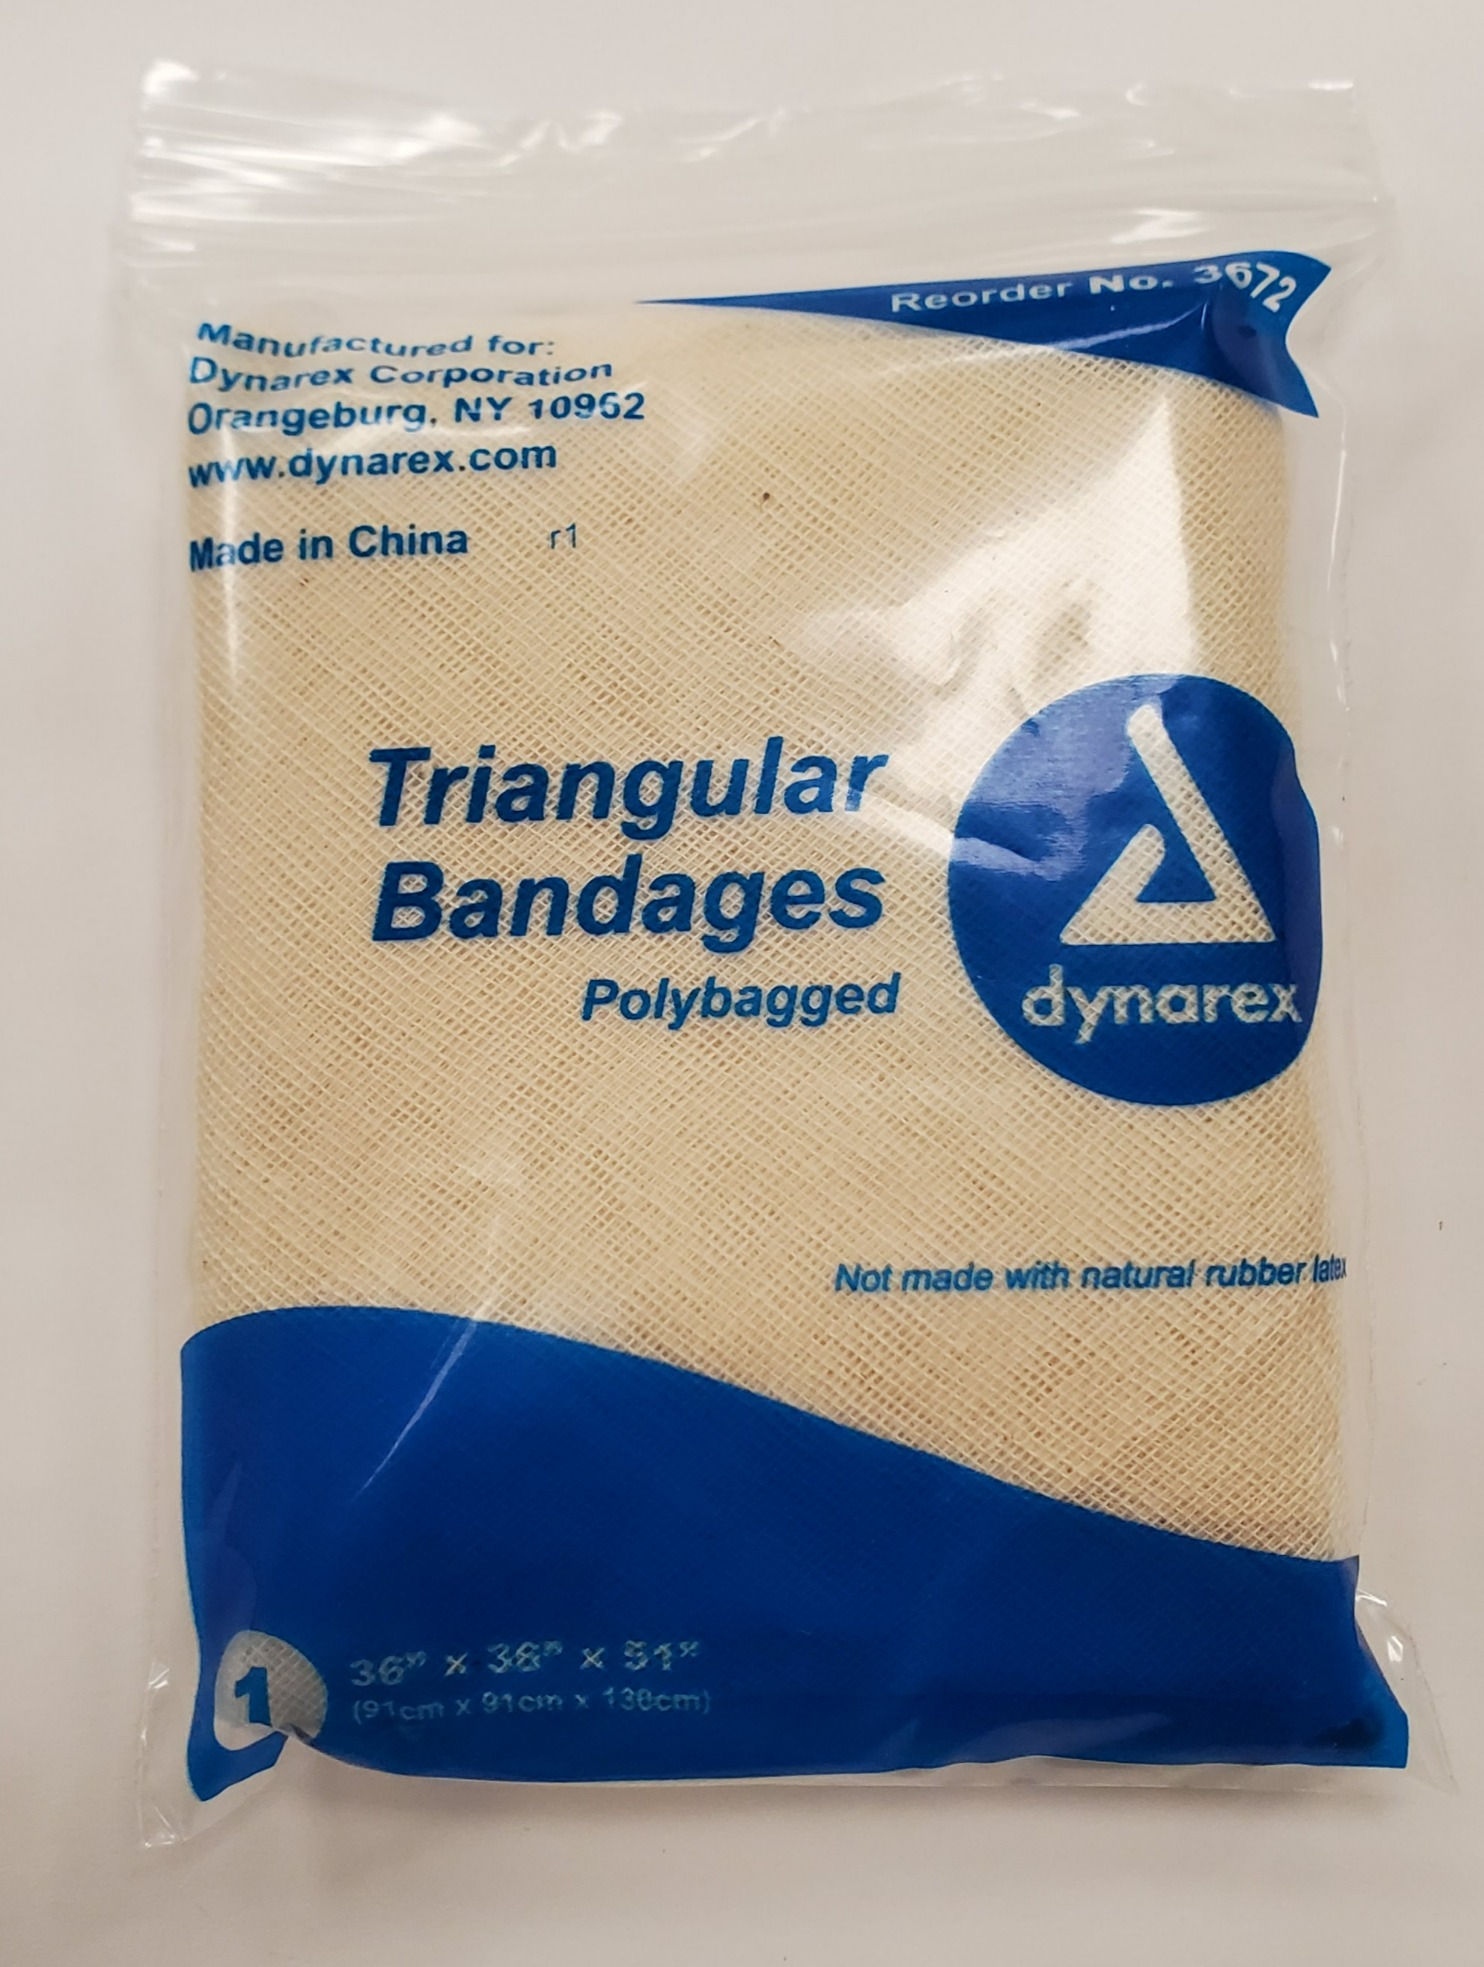 Reorder No. 3672
Manufactured for:
Dynarex Corporation
Orangeburg, NY 10962
www.dynarex.com
Made in China r1
Triangular
Bandages
Polybagged
dynarex
Not made with natural rubber latex
1
36" x 36" x 51"
(91cm x 91cm x 130cm)